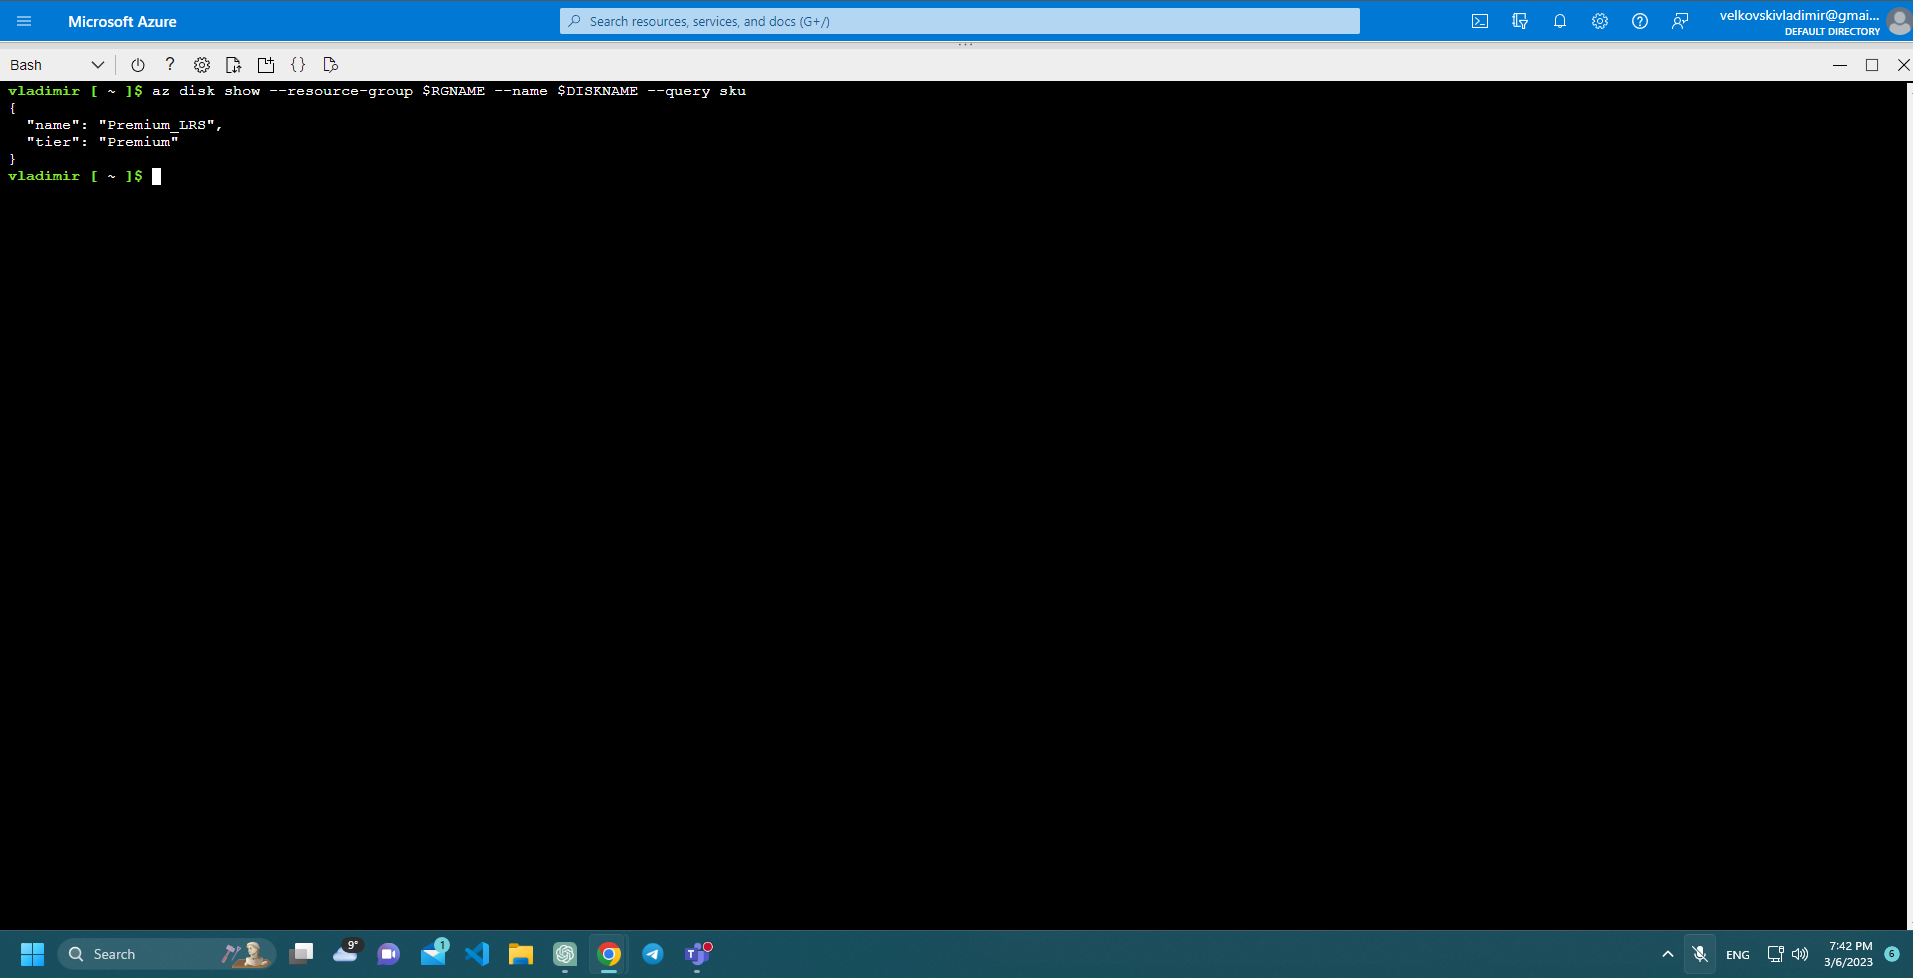 Microsoft Azure
Search resources, services, and docs (G+/)
velkovskivladimir@gmai...
DEFAULT DIRECTORY
Bash
vladimir [ ~ ]$ az disk show --resource-group $RGNAME --name $DISKNAME --query sku
{
  "name": "Premium_LRS",
  "tier": "Premium"
}
vladimir [ ~ ]$
Search
9°
1
ENG
7:42 PM
3/6/2023
6